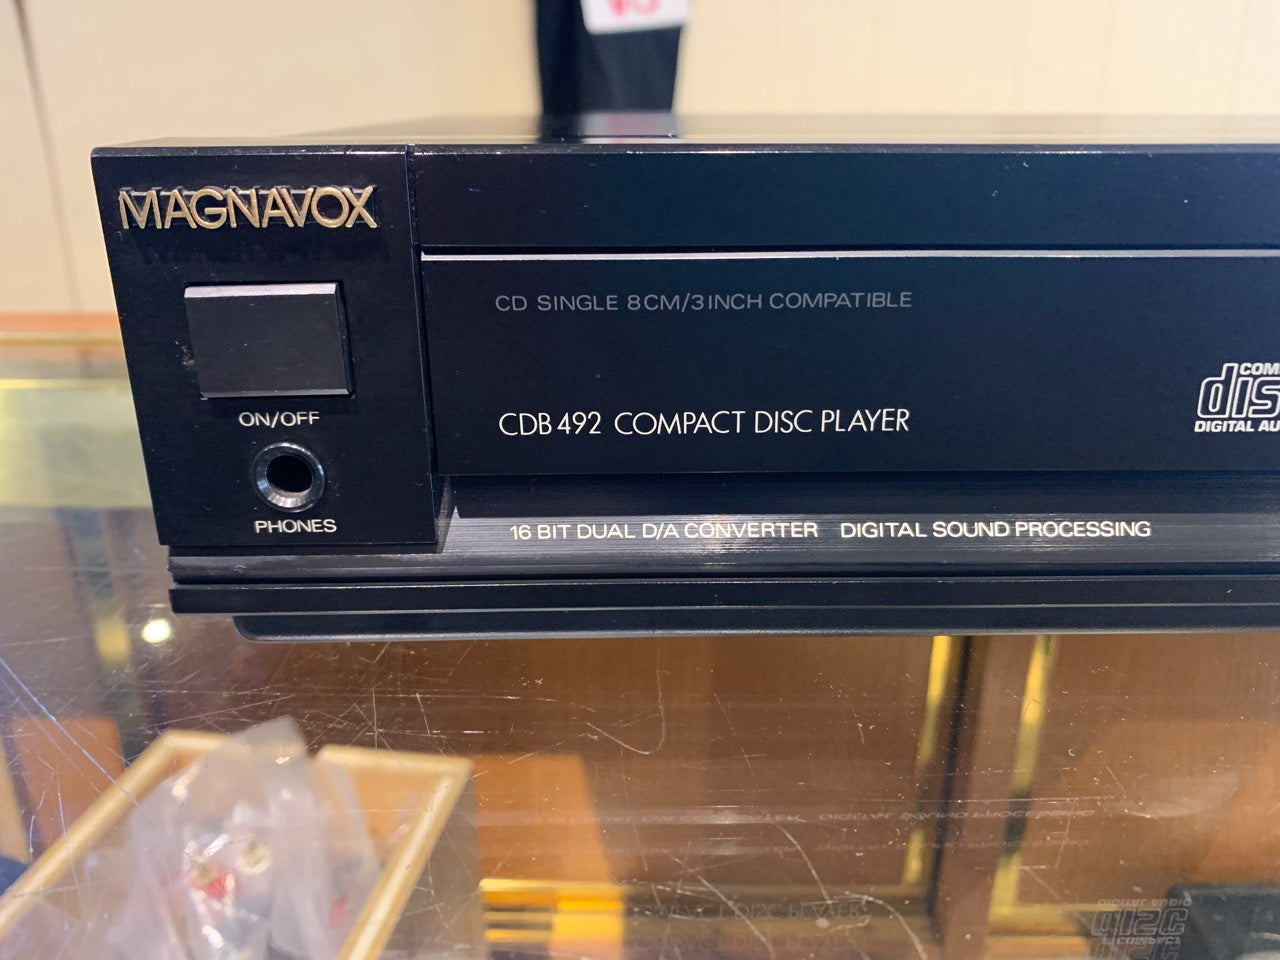 MAGNAVOX
CD SINGLE 8CM/3INCH COMPATIBLE
ON/OFF
CDB 492 COMPACT DISC PLAYER
DIGITAL
PHONES
16 BIT DUAL D/A CONVERTER DIGITAL SOUND PROCESSING